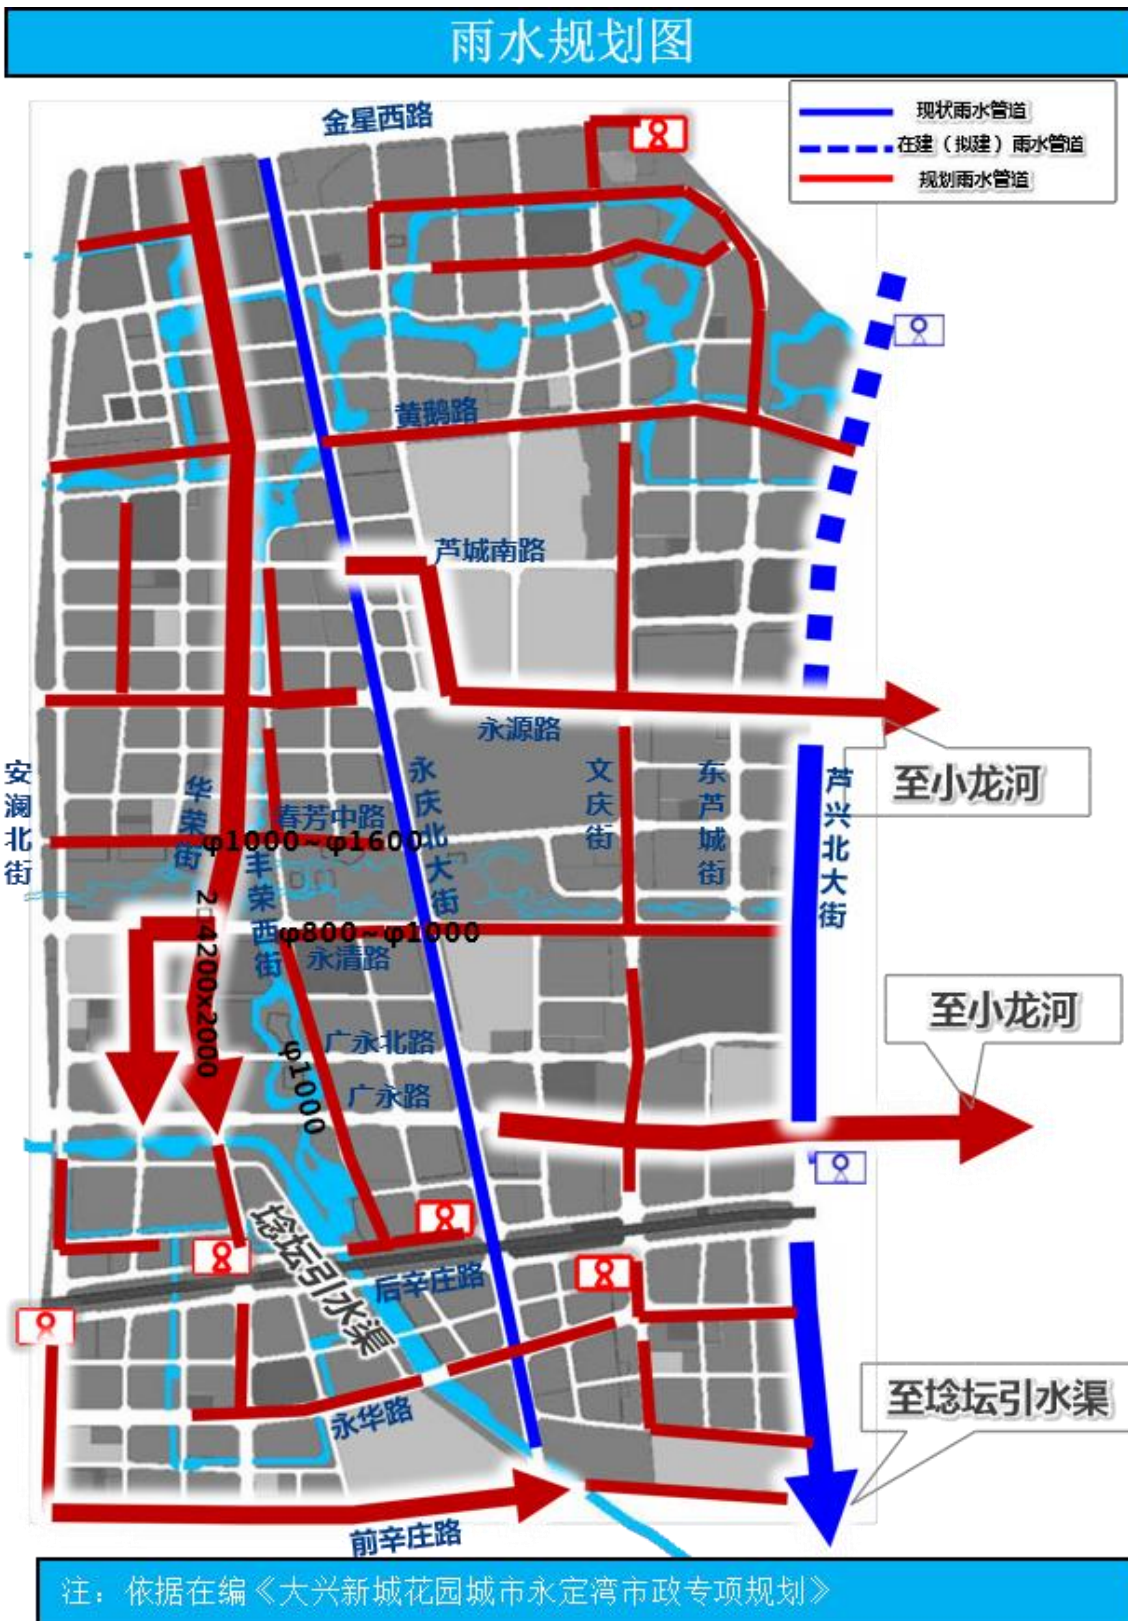 雨水规划图
现状雨水管道
在建（拟建）雨水管道
规划雨水管道
金星西路
黄鹅路
芦城南路
永源路
至小龙河
安澜北街
华荣街
春芳中路
永庆北大街
文庆街
东芦城街
芦兴北大街
φ1000~φ1600
丰荣西街
2□4200x2000
φ800~φ1000
永清路
至小龙河
广永北路
φ1000
广永路
埝坛引水渠
后辛庄路
至埝坛引水渠
永华路
前辛庄路
注：依据在编《大兴新城花园城市永定湾市政专项规划》